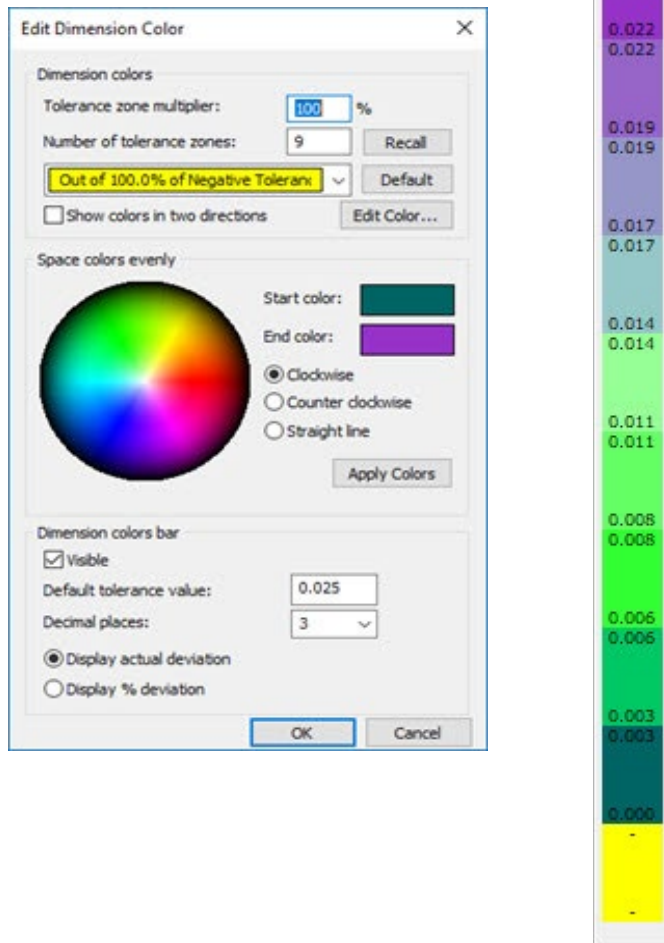 Edit Dimension Color
Dimension colors
Tolerance zone multiplier: 100 %
Number of tolerance zones: 9 Recall
Out of 100.0% of Negative Toleranc Default
Show colors in two directions Edit Color...
Space colors evenly
Start color:
End color:
Clockwise
Counter clockwise
Straight line
Apply Colors
Dimension colors bar
Visible
Default tolerance value: 0.025
Decimal places: 3
Display actual deviation
Display % deviation
OK Cancel
0.022
0.022
0.019
0.019
0.017
0.017
0.014
0.014
0.011
0.011
0.008
0.008
0.006
0.006
0.003
0.003
0.000
-
-